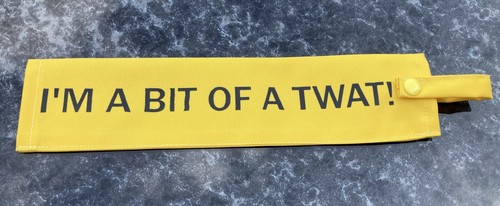 I'M A BIT OF A TWAT!